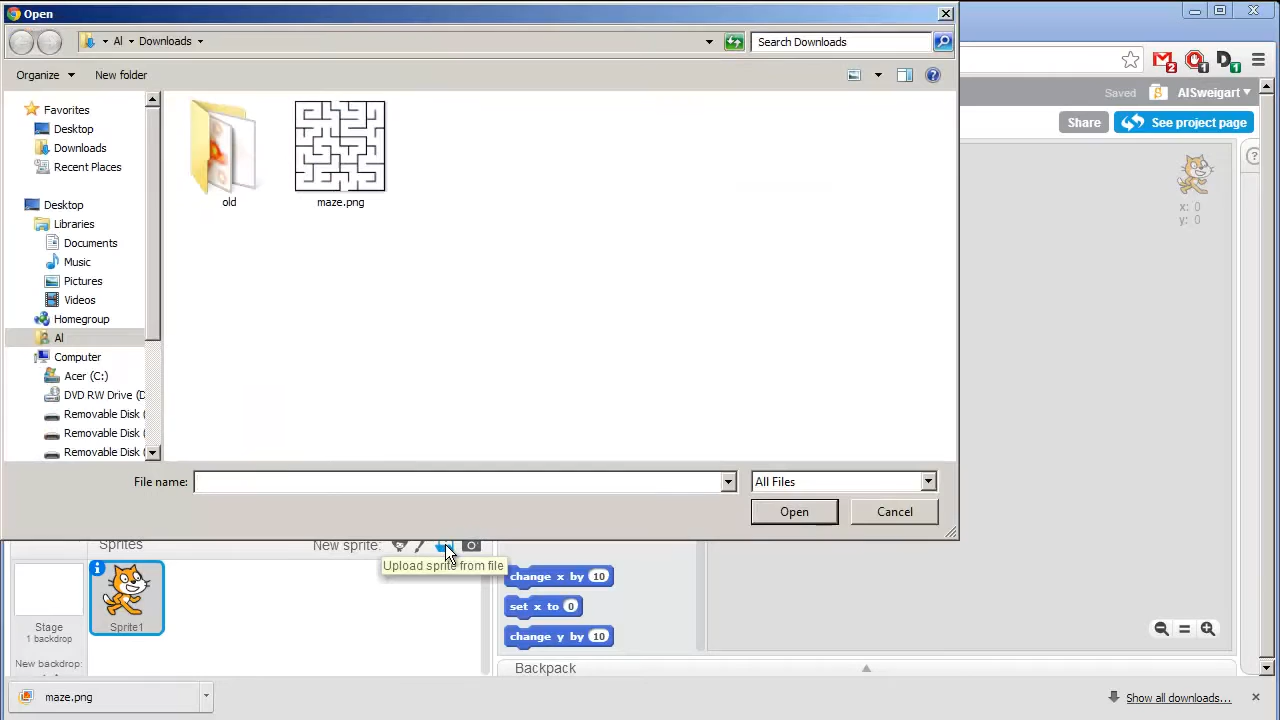 Open
Al
Downloads
Search Downloads
Organize
New folder
Favorites
Desktop
Downloads
Recent Places
Desktop
Libraries
Documents
Music
Pictures
Videos
Homegroup
Al
Computer
Acer (C:)
DVD RW Drive (D
Removable Disk (
Removable Disk (
Removable Disk (
old
maze.png
File name:
All Files
Open
Cancel
2
1
1
Saved
AlSweigart
Share
See project page
?
x: 0
y: 0
Sprites
New sprite:
Upload sprite from file
Sprite1
Stage
1 backdrop
New backdrop:
change x by 10
set x to 0
change y by 10
Backpack
maze.png
Show all downloads...